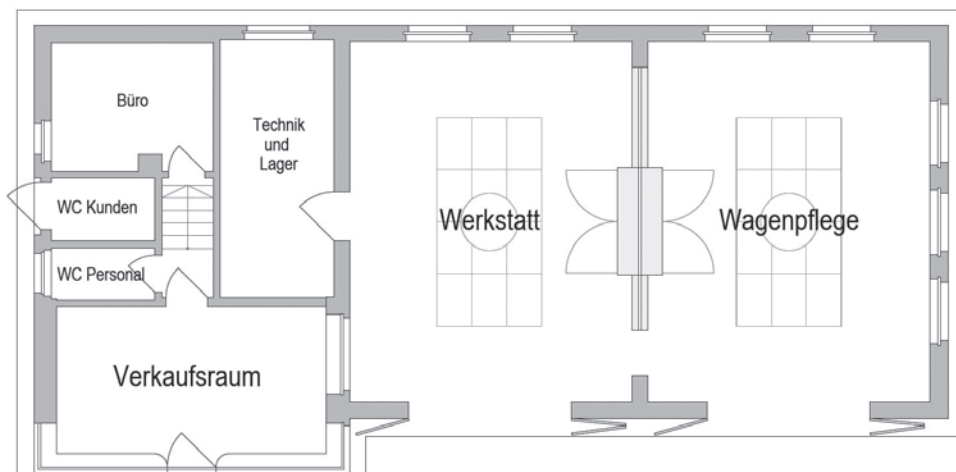 Büro
Technik
und
Lager
WC Kunden
Werkstatt
Wagenpflege
WC Personal
Verkaufsraum